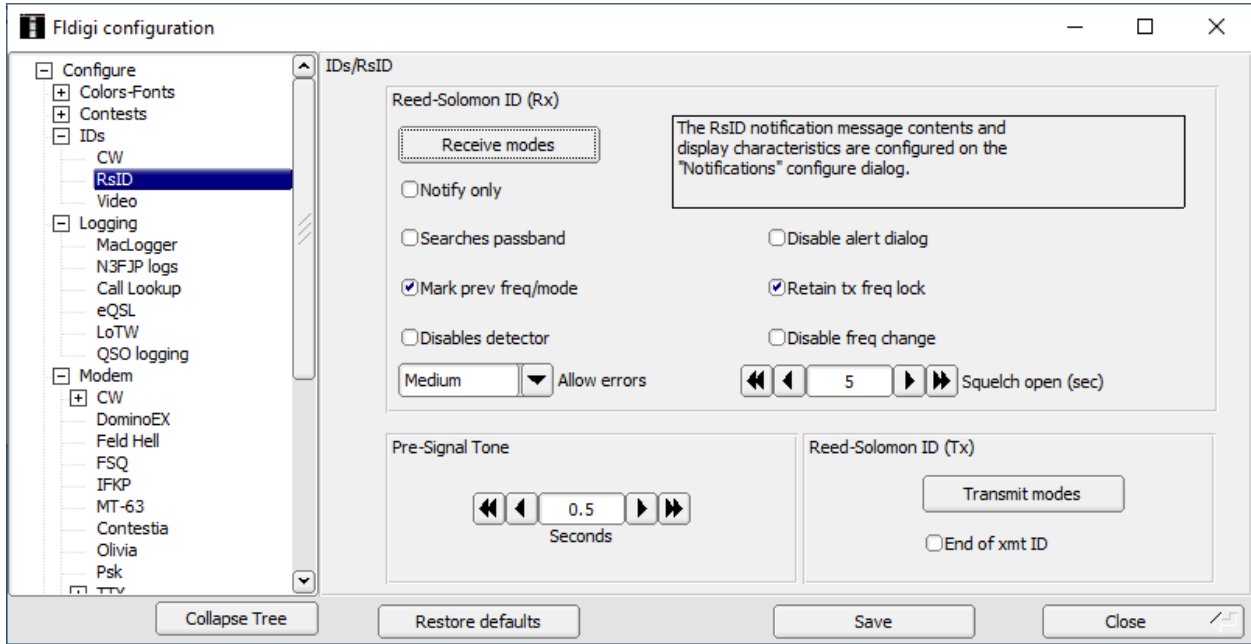 Fldigi configuration
Configure
Colors-Fonts
Contests
IDs
CW
RsID
Video
Logging
MacLogger
N3FJP logs
Call Lookup
eQSL
LoTW
QSO logging
Modem
CW
DominoEX
Feld Hell
FSQ
IFKP
MT-63
Contestia
Olivia
Psk
TTY
Collapse Tree
IDs/RsID
Reed-Solomon ID (Rx)
Receive modes
The RsID notification message contents and
display characteristics are configured on the
"Notifications" configure dialog.
Notify only
Searches passband
Disable alert dialog
Mark prev freq/mode
Retain tx freq lock
Disables detector
Disable freq change
Medium Allow errors
5 Squelch open (sec)
Pre-Signal Tone
0.5
Seconds
Reed-Solomon ID (Tx)
Transmit modes
End of xmt ID
Restore defaults
Save
Close